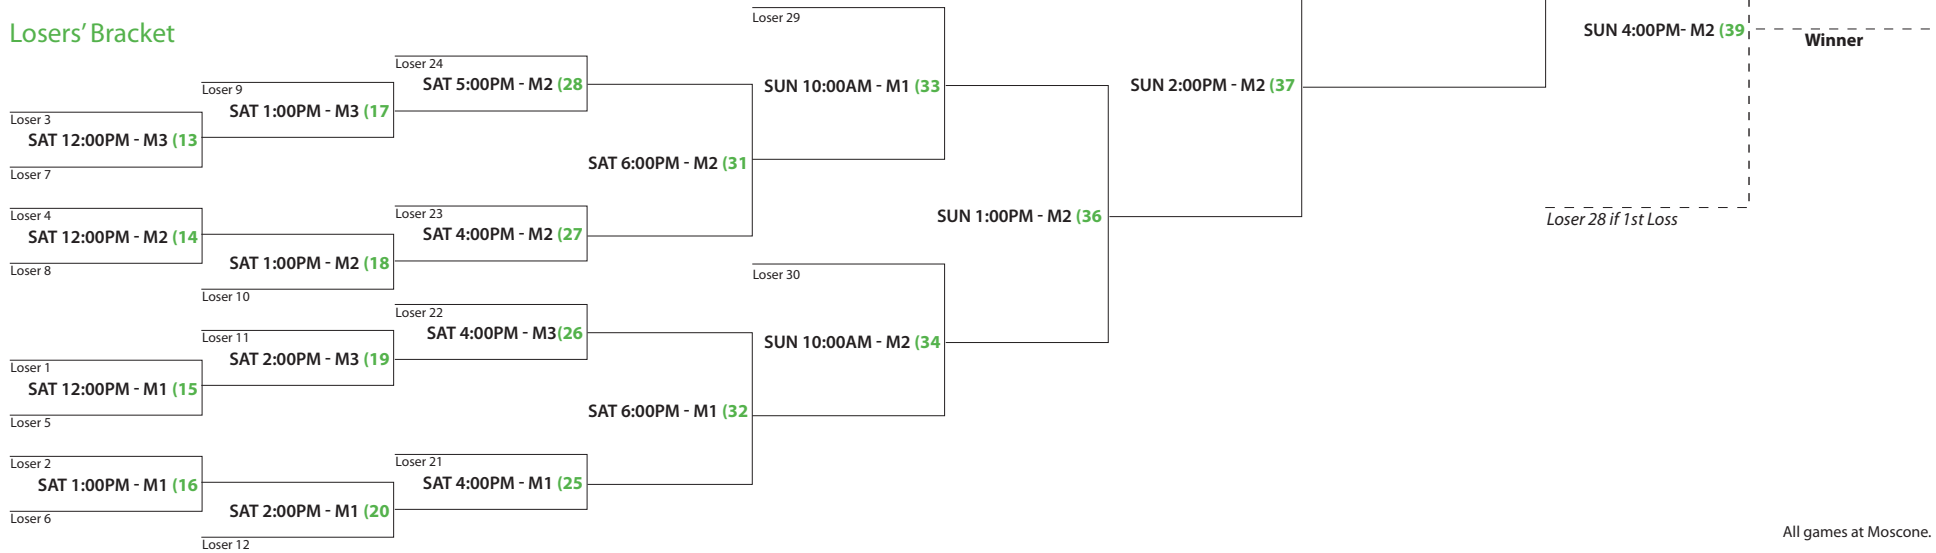 Losers' Bracket
Loser 3
SAT 12:00PM - M3 (13
Loser 7
Loser 4
SAT 12:00PM - M2 (14
Loser 8
Loser 1
SAT 12:00PM - M1 (15
Loser 5
Loser 2
SAT 1:00PM - M1 (16
Loser 6
Loser 9
SAT 1:00PM - M3 (17
SAT 1:00PM - M2 (18
Loser 10
Loser 11
SAT 2:00PM - M3 (19
SAT 2:00PM - M1 (20
Loser 12
Loser 24
SAT 5:00PM - M2 (28
Loser 23
SAT 4:00PM - M2 (27
Loser 22
SAT 4:00PM - M3(26
Loser 21
SAT 4:00PM - M1 (25
SAT 6:00PM - M2 (31
SAT 6:00PM - M1 (32
Loser 29
SUN 10:00AM - M1 (33
Loser 30
SUN 10:00AM - M2 (34
SUN 1:00PM - M2 (36
SUN 2:00PM - M2 (37
SUN 4:00PM- M2 (39
Loser 28 if 1st Loss
Winner
All games at Moscone.